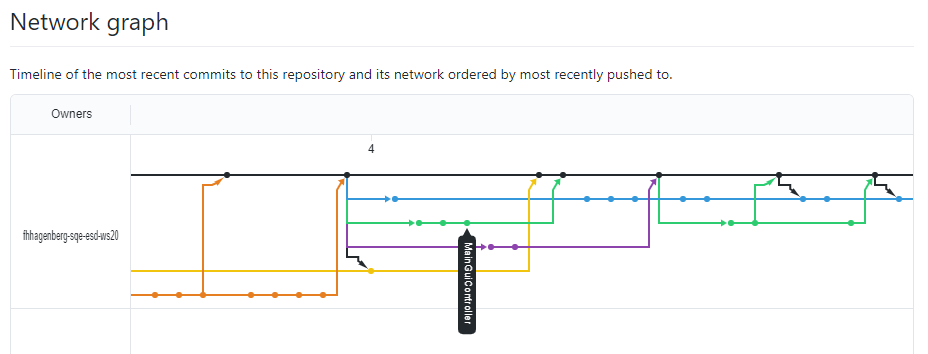 Network graph
Timeline of the most recent commits to this repository and its network ordered by most recently pushed to.
Owners
4
fhhagenberg-sqe-esd-ws20
MainGuiController